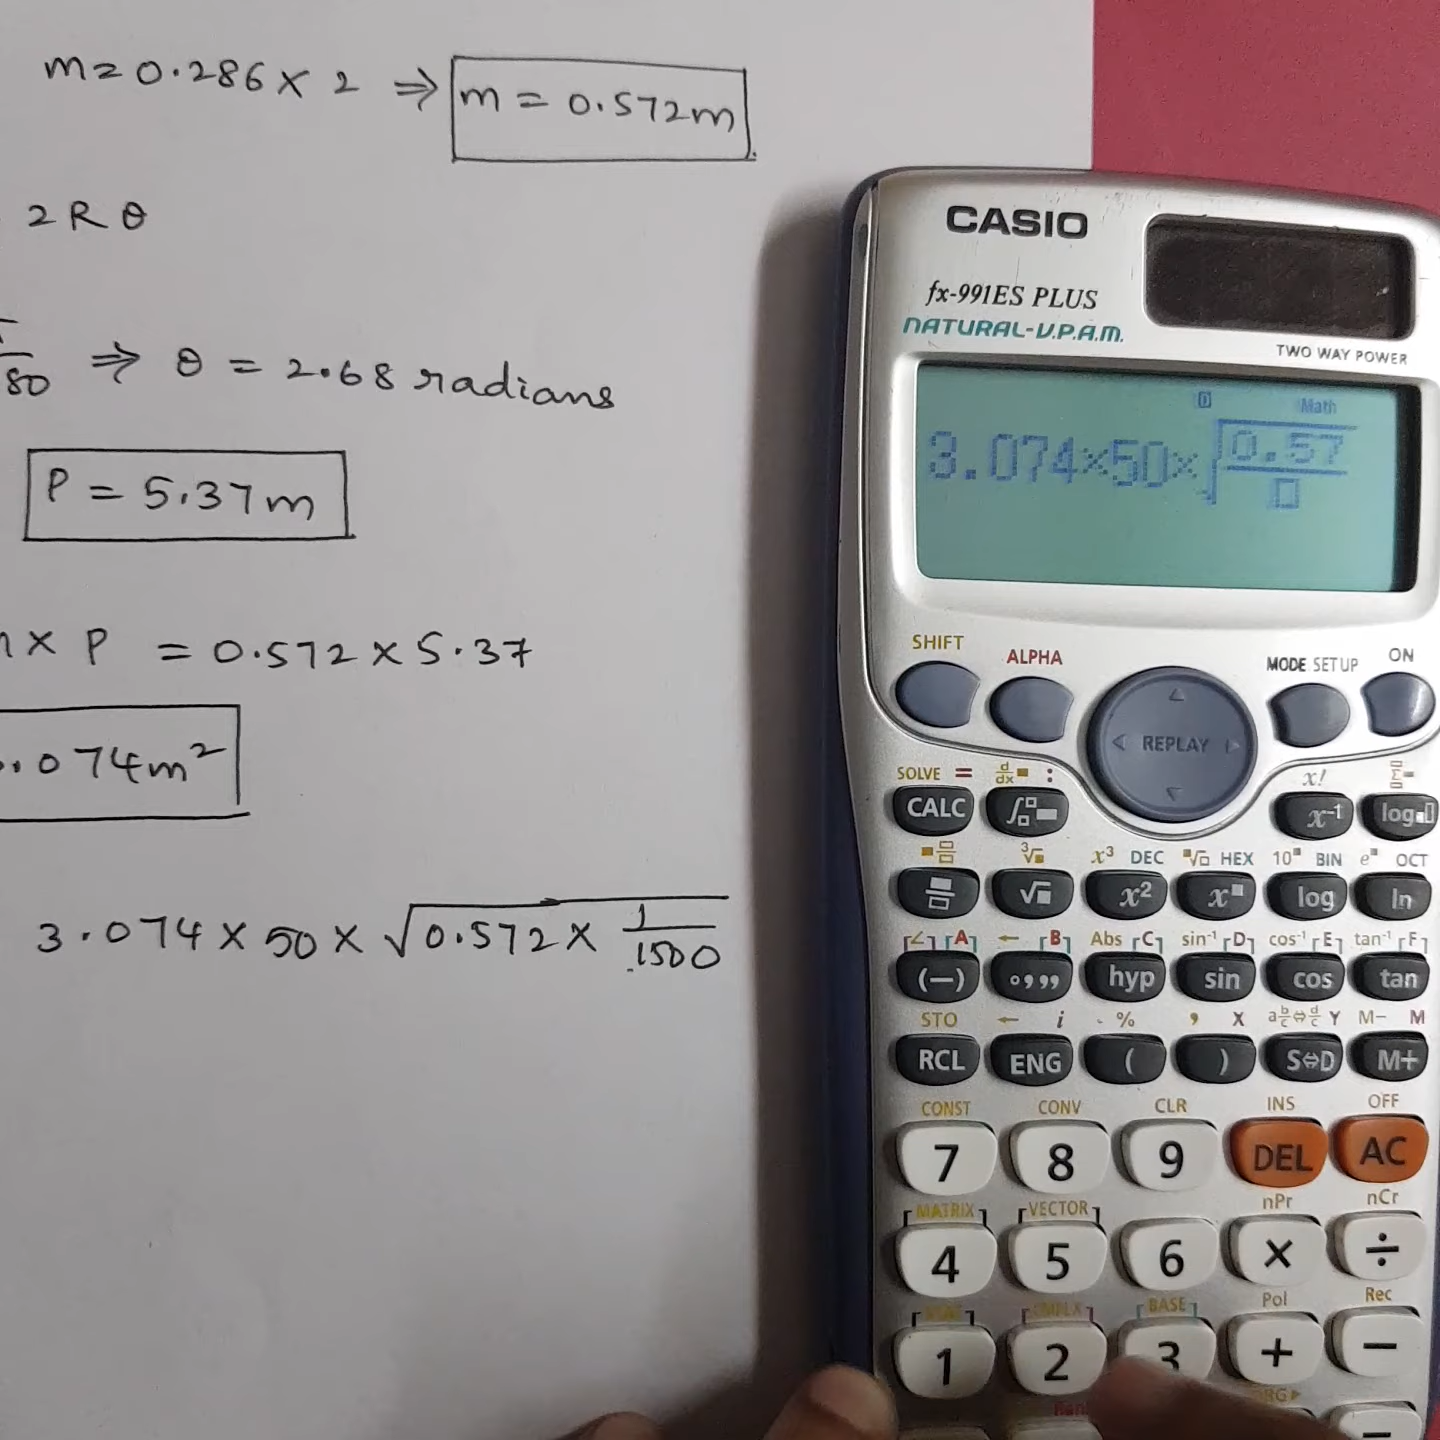 m = 0.286 × 2 ⇒ m = 0.572m
2 R θ
80 ⇒ θ = 2.68 radians
P = 5.37m
× P = 0.572 × 5.37
.074m²
3.074 × 50 × √(0.572 × 1/1500)
CASIO
fx-991ES PLUS
NATURAL-V.P.A.M.
TWO WAY POWER
D Math
3.074×50×√(0.57/▯)
SHIFT ALPHA MODE SETUP ON
REPLAY
SOLVE = d/dx■ : x! Σ▯=
CALC ∫▯■ x⁻¹ log▪▯
■▯/▯ ³√■ x³ DEC ■√▯ HEX 10■ BIN e■ OCT
√■ x² x■ log ln
∠ A ← B Abs C sin⁻¹ D cos⁻¹ E tan⁻¹ F
(−) °,,, hyp sin cos tan
STO ← i % , X a b/c⇔d/c Y M− M
RCL ENG ( ) S⇔D M+
CONST CONV CLR INS OFF
7 8 9 DEL AC
MATRIX VECTOR nPr nCr
4 5 6 × ÷
CMPLX BASE Pol Rec
1 2 3 + −